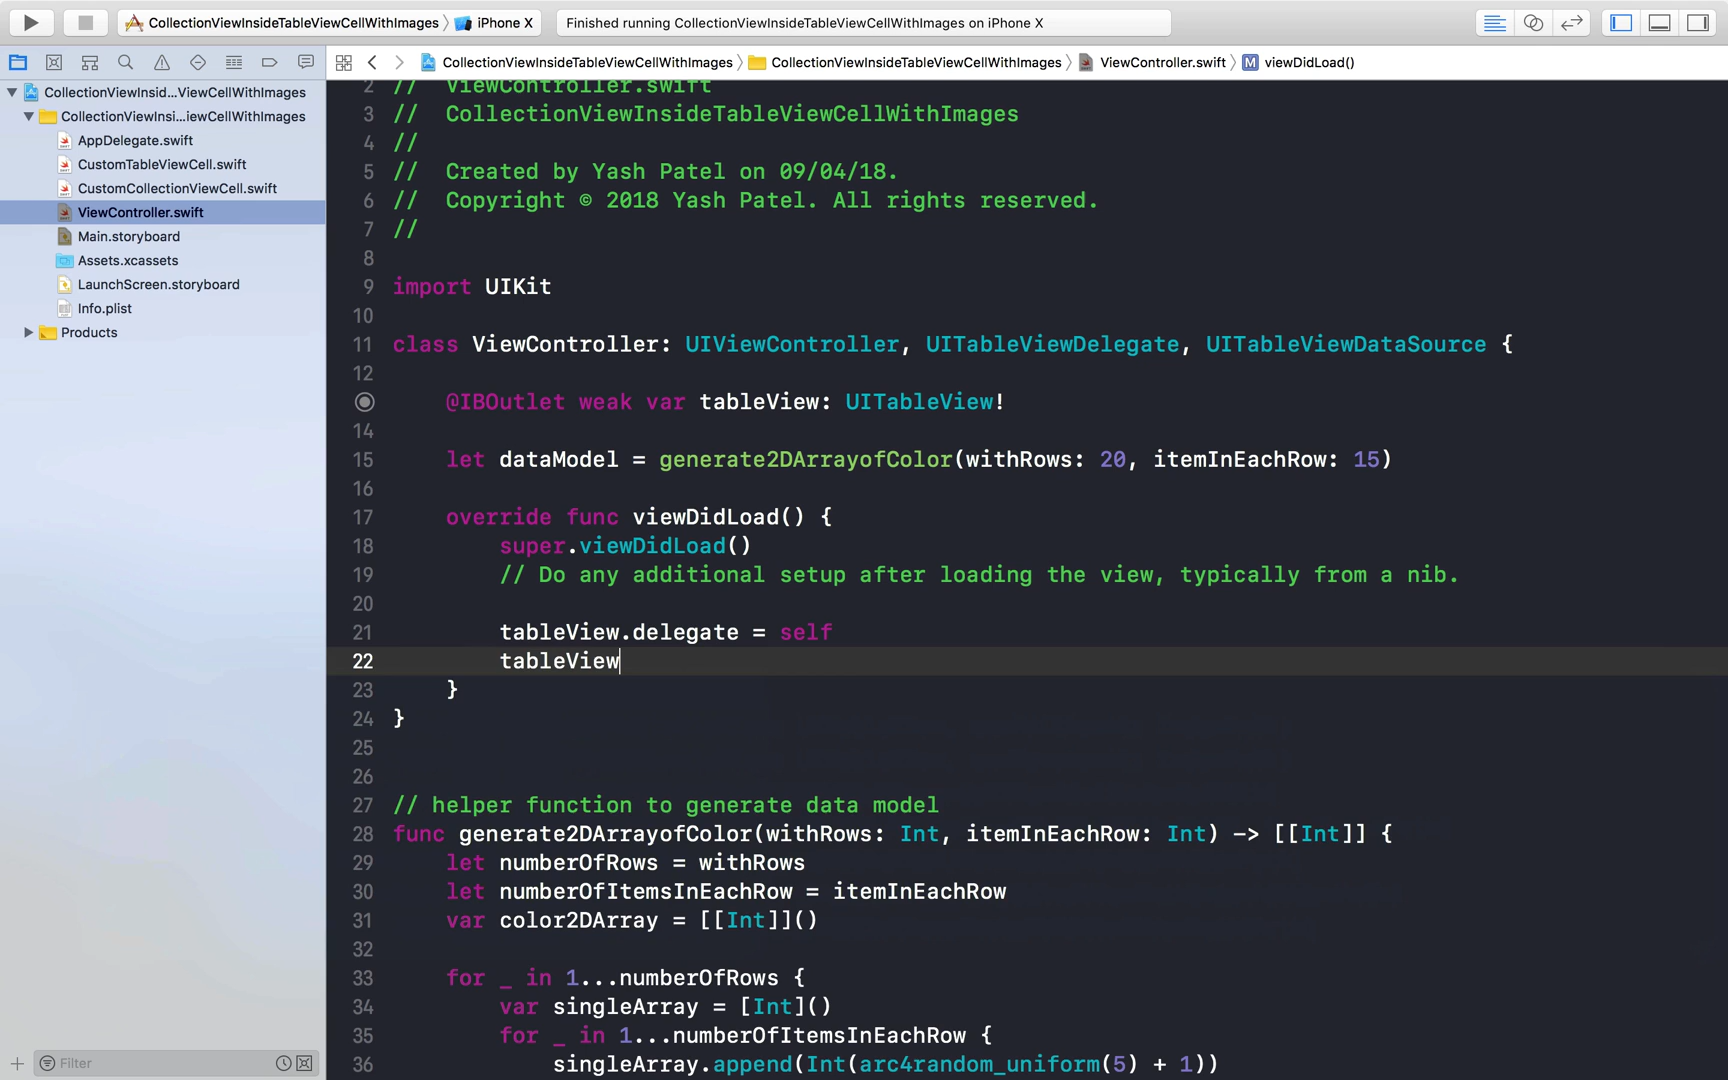 CollectionViewInsideTableViewCellWithImages iPhone X
Finished running CollectionViewInsideTableViewCellWithImages on iPhone X
CollectionViewInsideTableViewCellWithImages CollectionViewInsideTableViewCellWithImages ViewController.swift M viewDidLoad()
CollectionViewInsid...ViewCellWithImages
CollectionViewInsi...iewCellWithImages
AppDelegate.swift
CustomTableViewCell.swift
CustomCollectionViewCell.swift
ViewController.swift
Main.storyboard
Assets.xcassets
LaunchScreen.storyboard
Info.plist
Products
Filter
2 //  ViewController.swift
3 //  CollectionViewInsideTableViewCellWithImages
4 //
5 //  Created by Yash Patel on 09/04/18.
6 //  Copyright © 2018 Yash Patel. All rights reserved.
7 //
8
9 import UIKit
10
11 class ViewController: UIViewController, UITableViewDelegate, UITableViewDataSource {
12
@IBOutlet weak var tableView: UITableView!
14
15 let dataModel = generate2DArrayofColor(withRows: 20, itemInEachRow: 15)
16
17 override func viewDidLoad() {
18 super.viewDidLoad()
19 // Do any additional setup after loading the view, typically from a nib.
20
21 tableView.delegate = self
22 tableView
23 }
24 }
25
26
27 // helper function to generate data model
28 func generate2DArrayofColor(withRows: Int, itemInEachRow: Int) -> [[Int]] {
29 let numberOfRows = withRows
30 let numberOfItemsInEachRow = itemInEachRow
31 var color2DArray = [[Int]]()
32
33 for _ in 1...numberOfRows {
34 var singleArray = [Int]()
35 for _ in 1...numberOfItemsInEachRow {
36 singleArray.append(Int(arc4random_uniform(5) + 1))